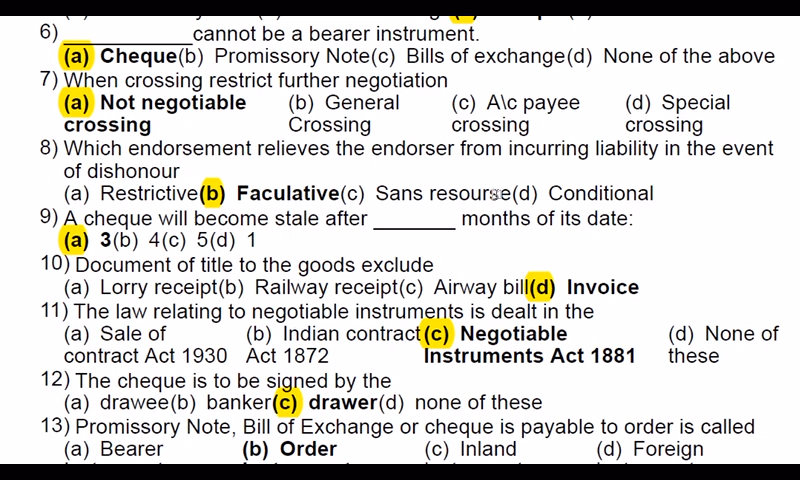 6) ____________cannot be a bearer instrument.
(a) Cheque(b) Promissory Note(c) Bills of exchange(d) None of the above
7) When crossing restrict further negotiation
(a) Not negotiable (b) General (c) A\c payee (d) Special
crossing Crossing crossing crossing
8) Which endorsement relieves the endorser from incurring liability in the event
of dishonour
(a) Restrictive(b) Faculative(c) Sans resourse(d) Conditional
9) A cheque will become stale after _______ months of its date:
(a) 3(b) 4(c) 5(d) 1
10) Document of title to the goods exclude
(a) Lorry receipt(b) Railway receipt(c) Airway bill(d) Invoice
11) The law relating to negotiable instruments is dealt in the
(a) Sale of (b) Indian contract(c) Negotiable (d) None of
contract Act 1930 Act 1872 Instruments Act 1881 these
12) The cheque is to be signed by the
(a) drawee(b) banker(c) drawer(d) none of these
13) Promissory Note, Bill of Exchange or cheque is payable to order is called
(a) Bearer (b) Order (c) Inland (d) Foreign